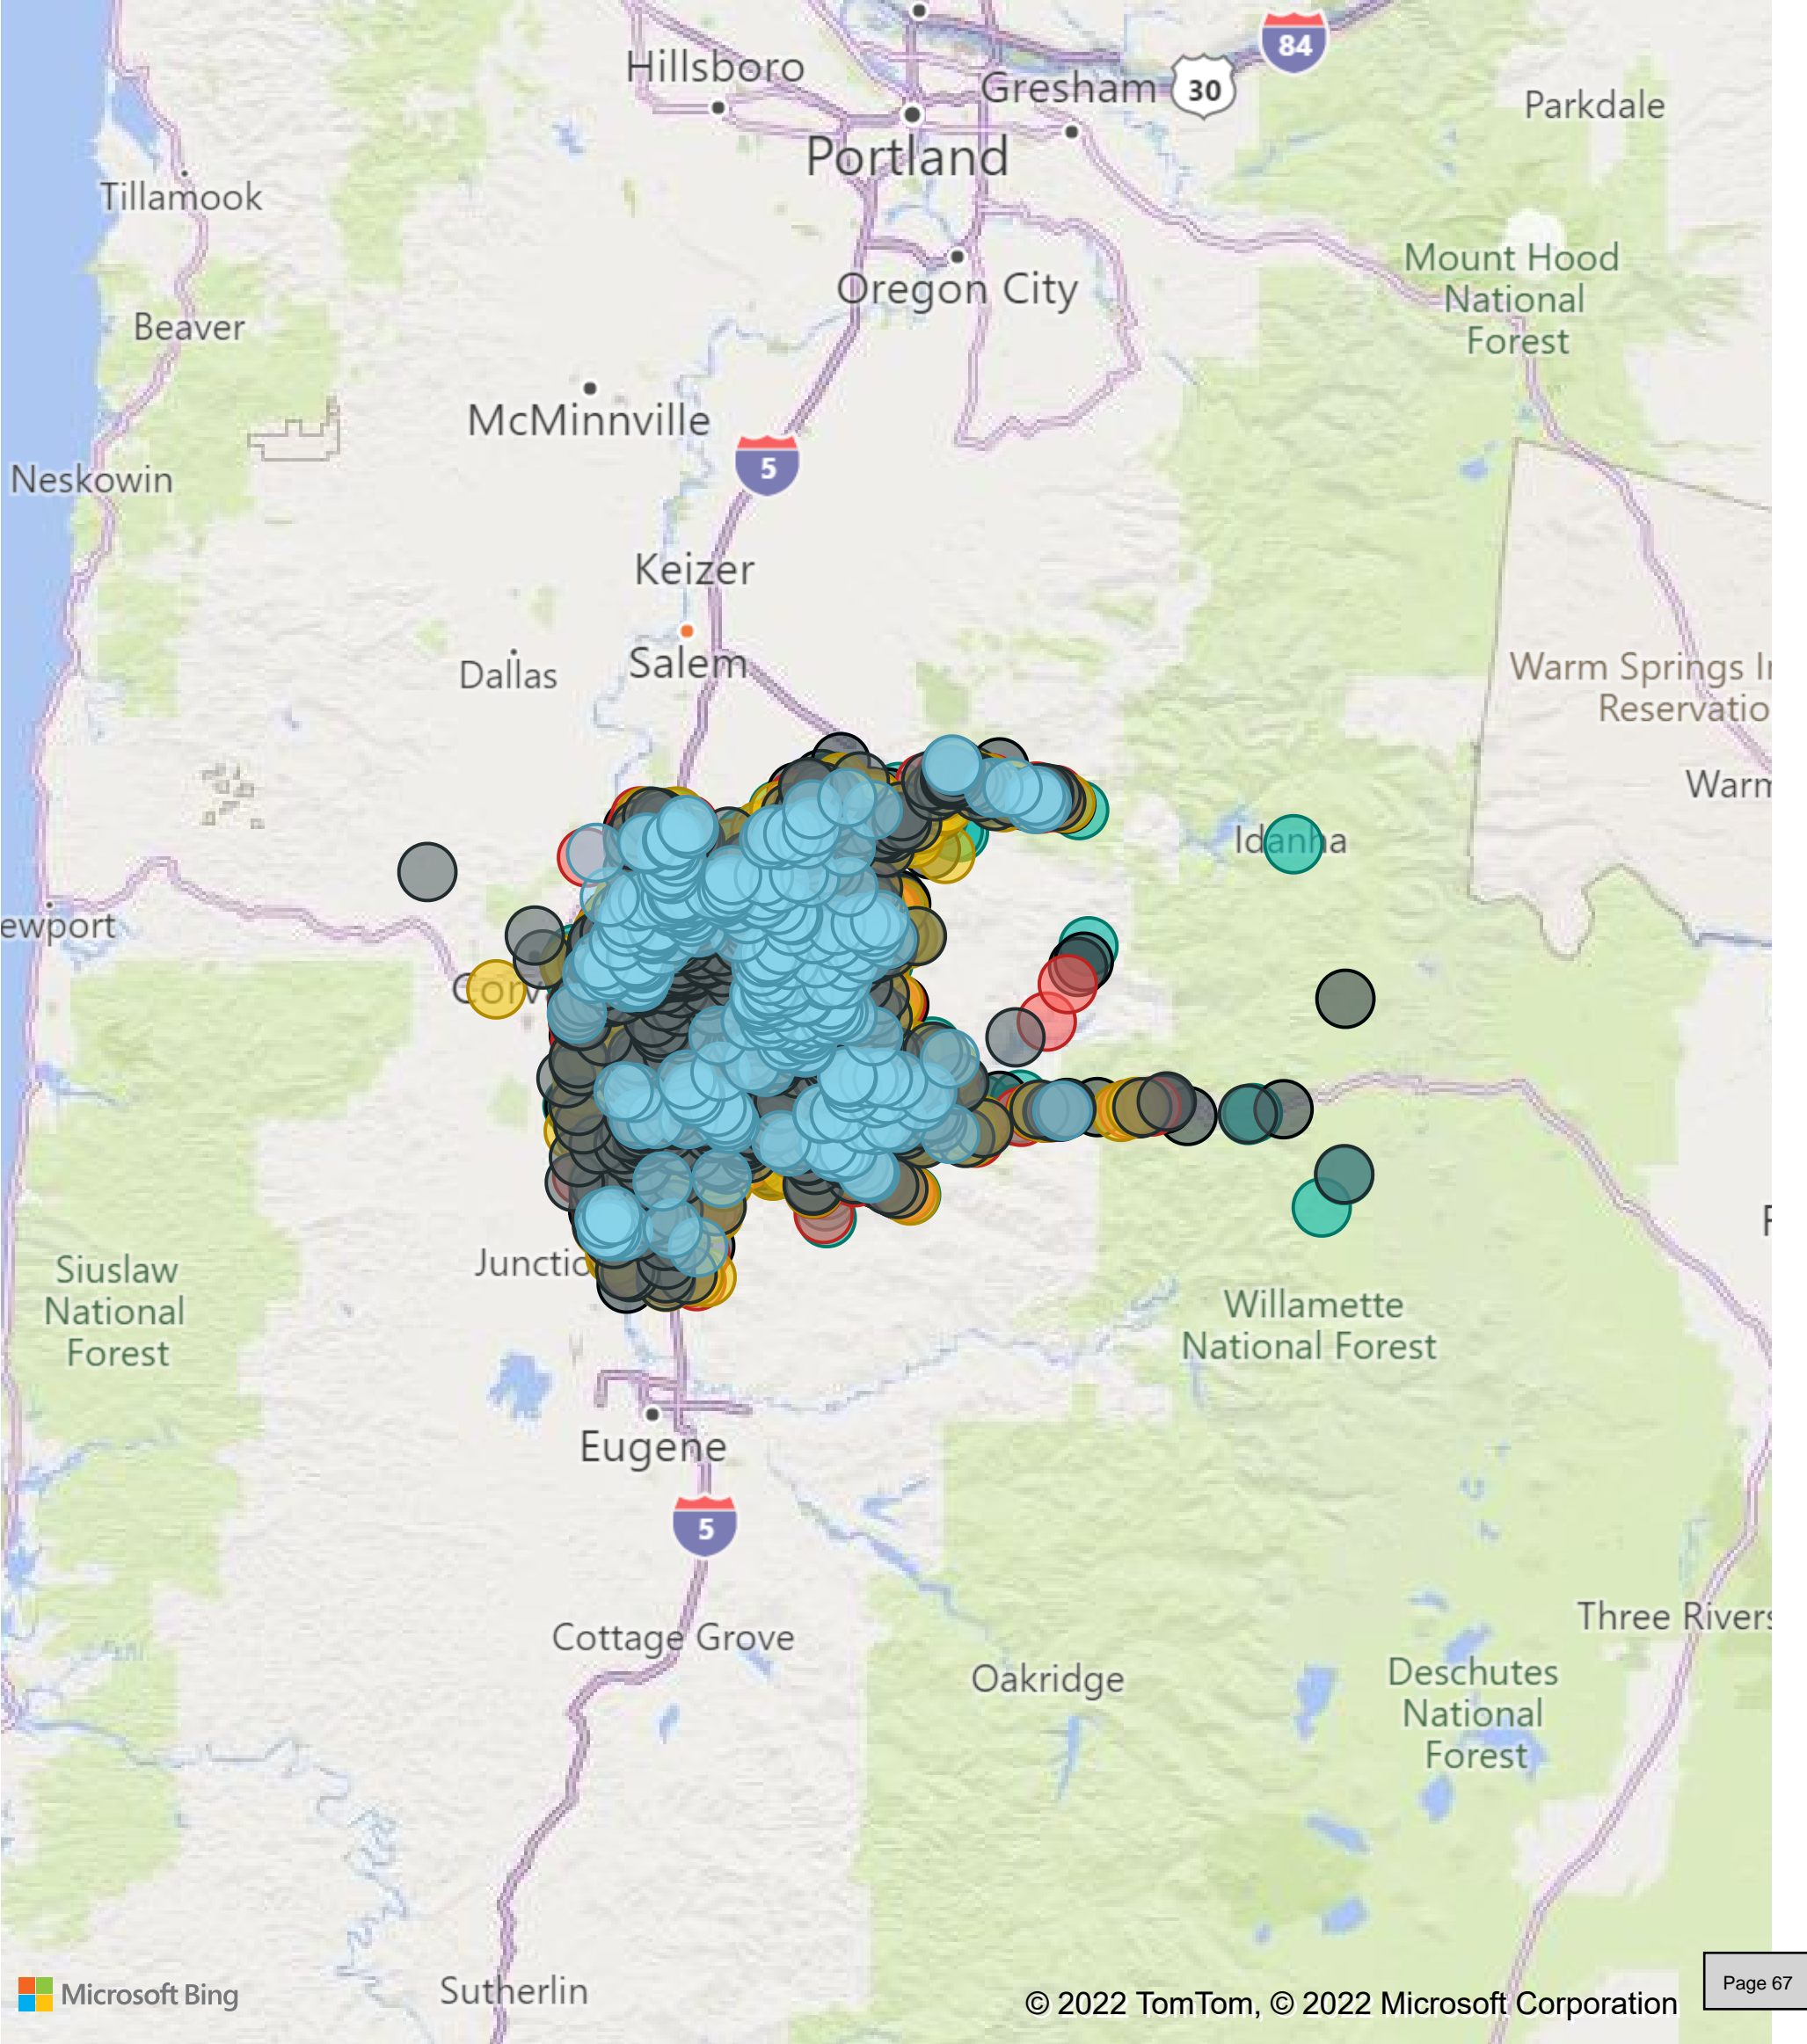 84
Hillsboro
Gresham
30
Parkdale
Portland
Tillamook
Mount Hood
National
Forest
Oregon City
Beaver
McMinnville
5
Neskowin
Keizer
Salem
Dallas
Warm Springs I
Reservatio
Warm
Idanha
ewport
Corv
Junctio
Siuslaw
National
Forest
Willamette
National Forest
Eugene
5
Cottage Grove
Three Rivers
Oakridge
Deschutes
National
Forest
Sutherlin
Microsoft Bing
© 2022 TomTom, © 2022 Microsoft Corporation
Page 67